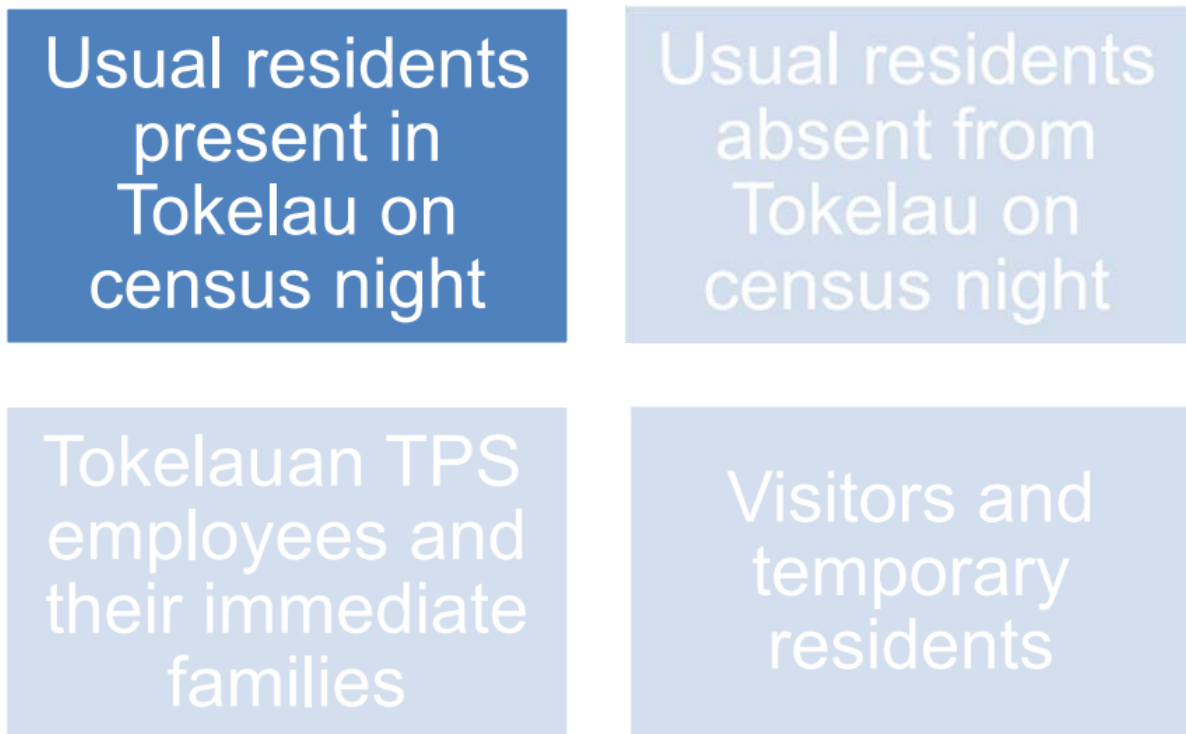 Usual residents
present in
Tokelau on
census night
Usual residents
absent from
Tokelau on
census night
Tokelauan TPS
employees and
their immediate
families
Visitors and
temporary
residents